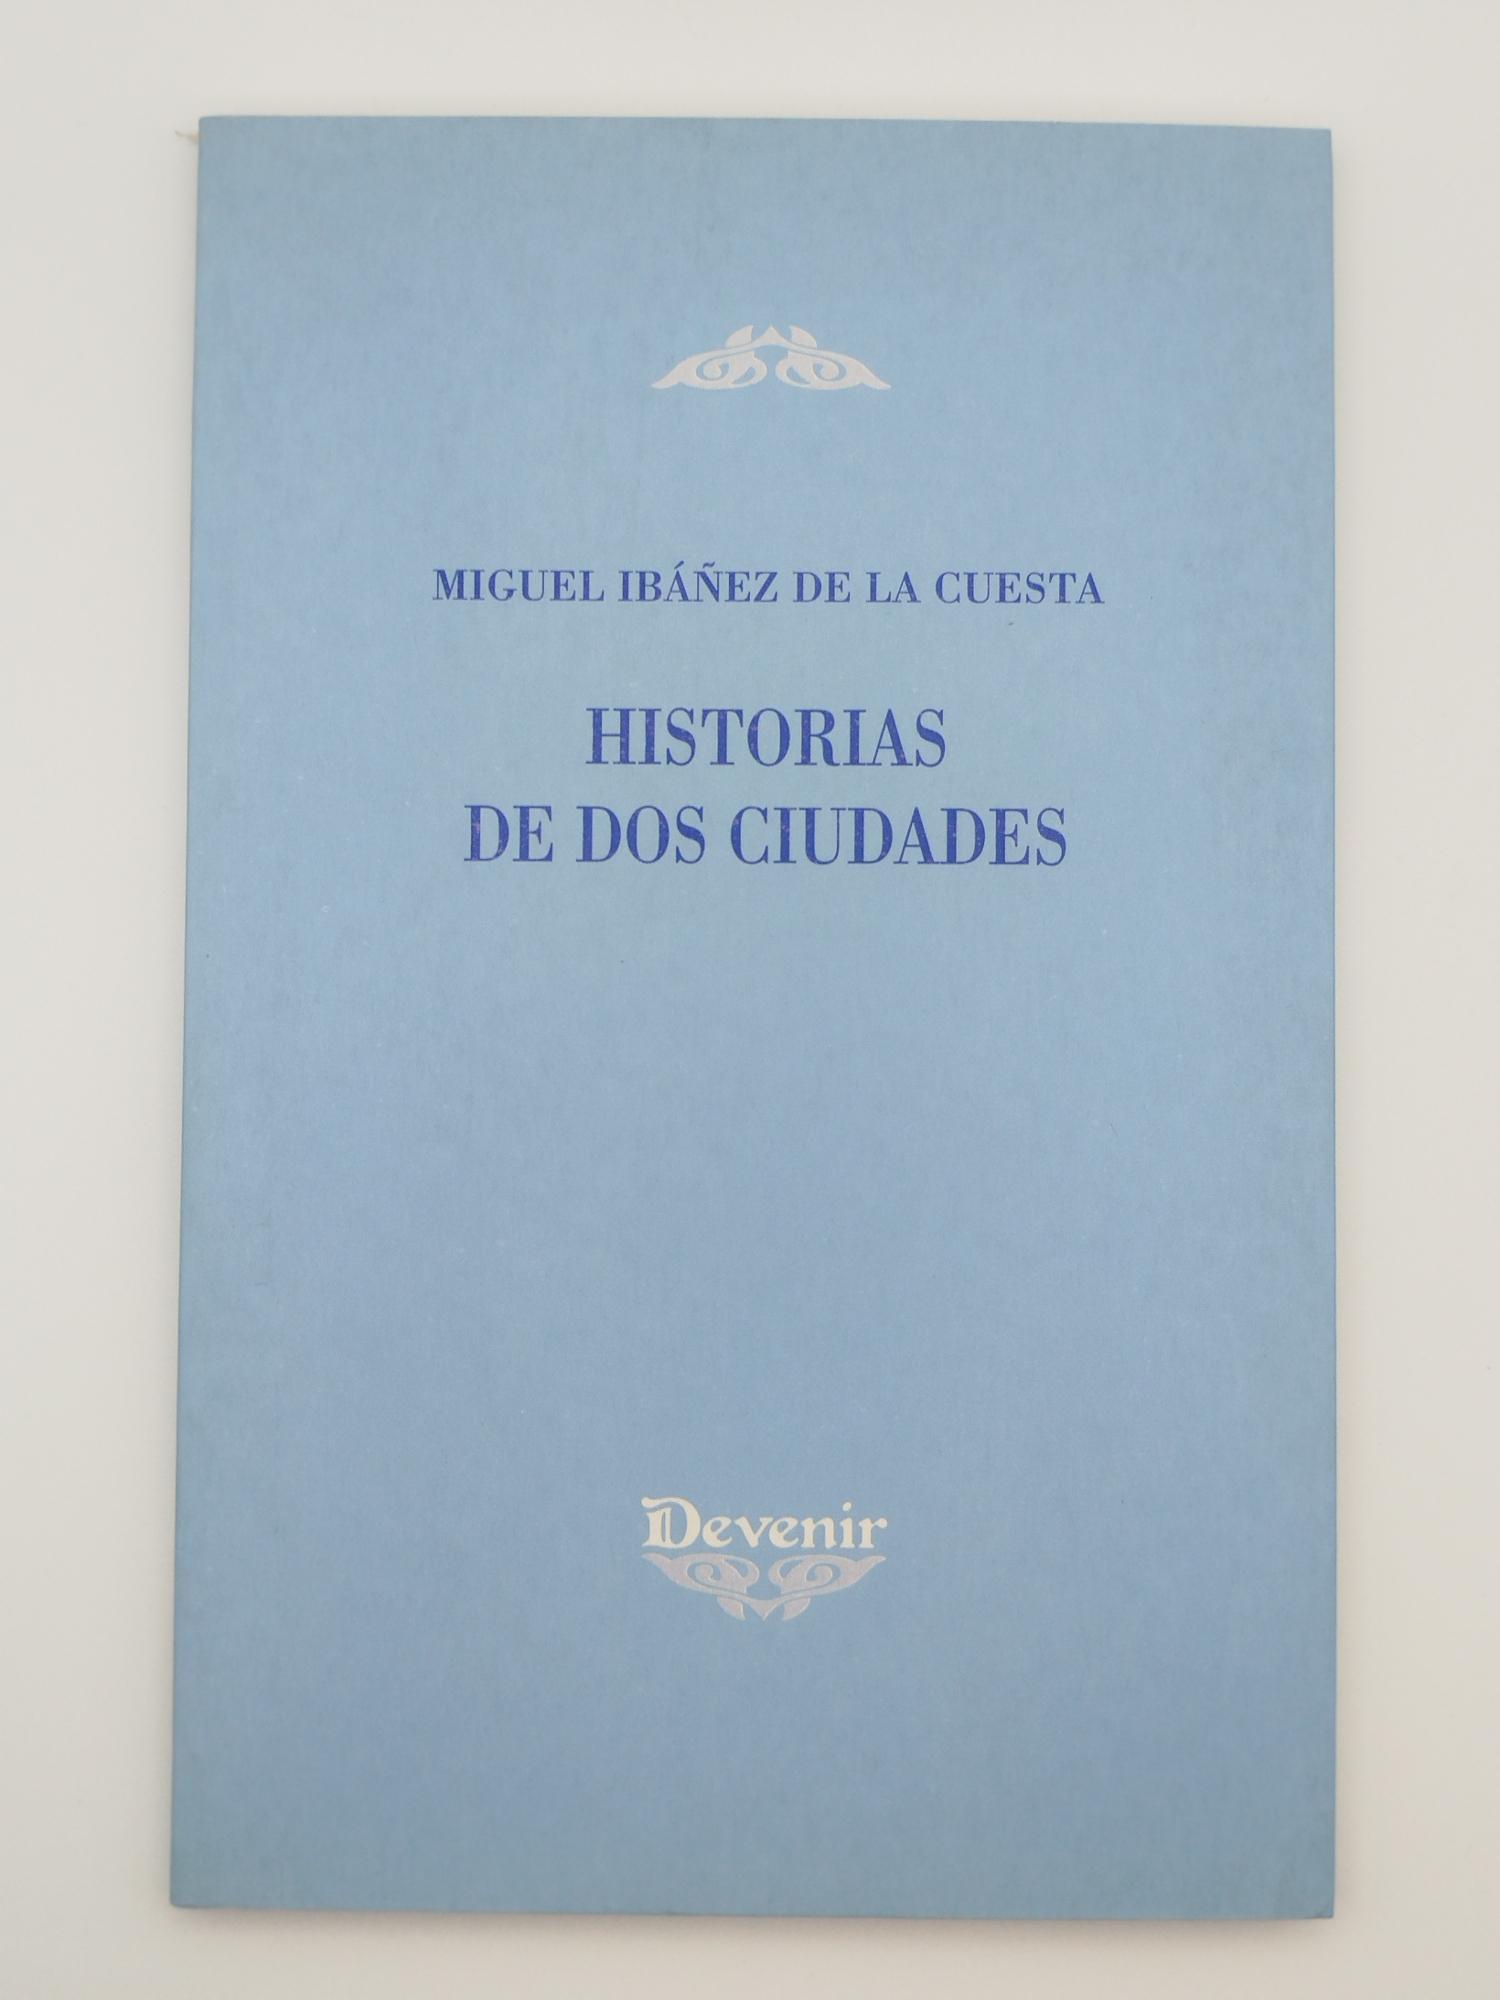 MIGUEL IBÁÑEZ DE LA CUESTA
HISTORIAS
DE DOS CIUDADES
Devenir